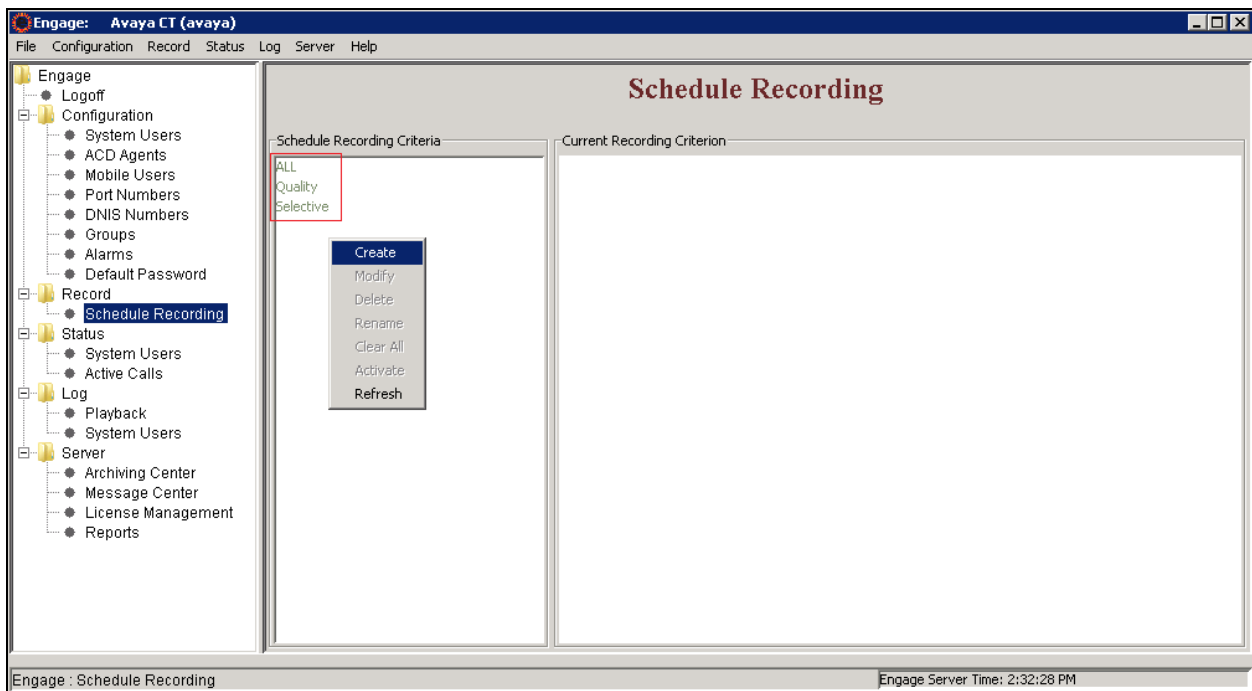 Engage: Avaya CT (avaya)
File Configuration Record Status Log Server Help
Engage
Logoff
Configuration
System Users
ACD Agents
Mobile Users
Port Numbers
DNIS Numbers
Groups
Alarms
Default Password
Record
Schedule Recording
Status
System Users
Active Calls
Log
Playback
System Users
Server
Archiving Center
Message Center
License Management
Reports
Schedule Recording
Schedule Recording Criteria
ALL
Quality
Selective
Create
Modify
Delete
Rename
Clear All
Activate
Refresh
Current Recording Criterion
Engage : Schedule Recording
Engage Server Time: 2:32:28 PM